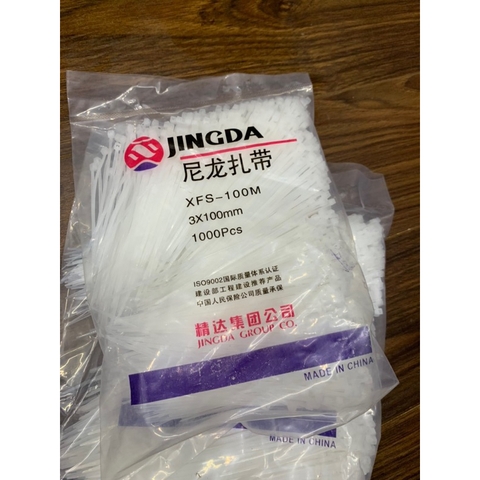 JINGDA
尼龙扎带
XFS-100M
3X100mm
1000Pcs
ISO9002国际质量体系认证
建设部工程建设推荐产品
中国人民保险公司质量承保
精达集团公司
JINGDA GROUP CO.
MADE IN CHINA
MADE IN CHINA